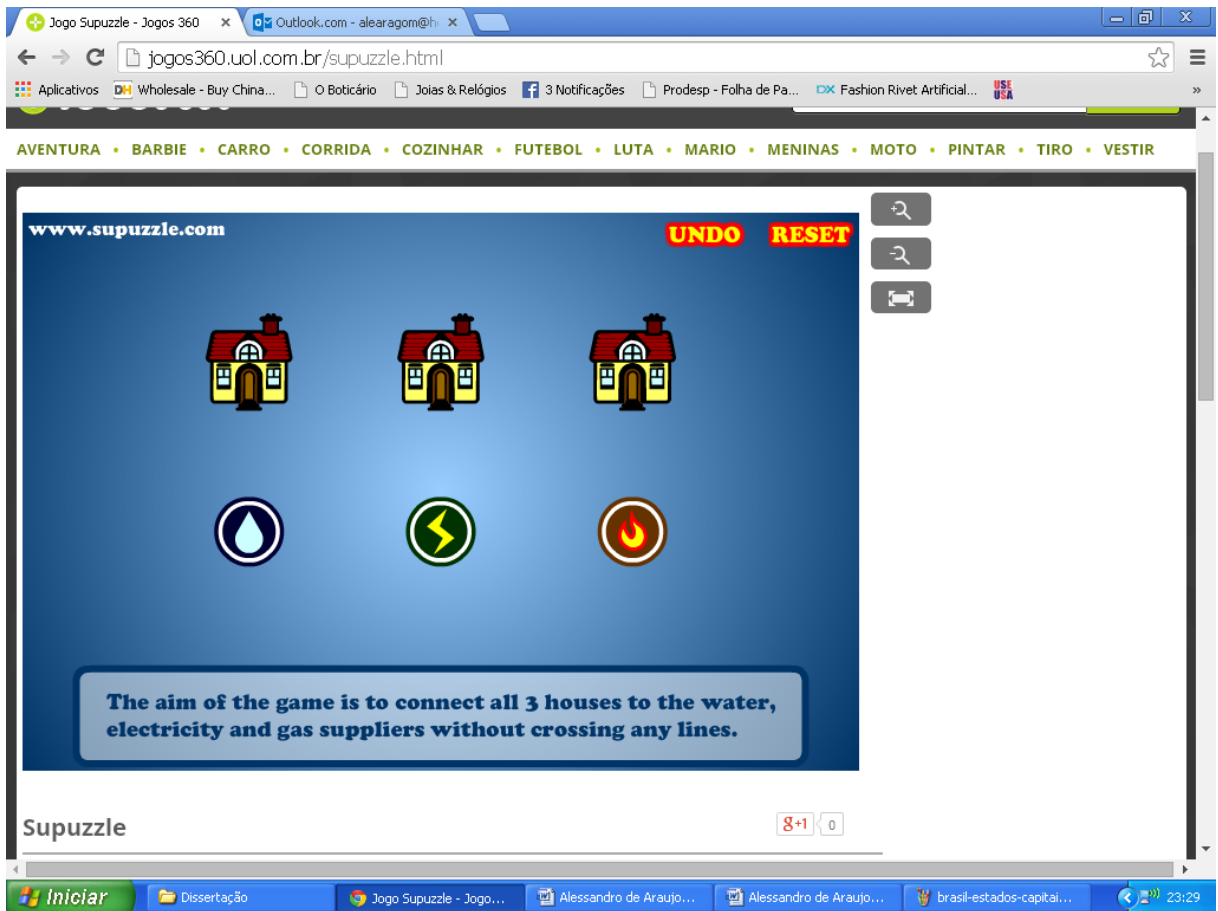 Jogo Supuzzle - Jogos 360
Outlook.com - alearagom@h
jogos360.uol.com.br/supuzzle.html
Aplicativos DH Wholesale - Buy China... O Boticário Joias & Relógios 3 Notificações Prodesp - Folha de Pa... DX Fashion Rivet Artificial... USE USA »
AVENTURA • BARBIE • CARRO • CORRIDA • COZINHAR • FUTEBOL • LUTA • MARIO • MENINAS • MOTO • PINTAR • TIRO • VESTIR
www.supuzzle.com UNDO RESET
The aim of the game is to connect all 3 houses to the water,
electricity and gas suppliers without crossing any lines.
Supuzzle g+1 0
Iniciar Dissertação Jogo Supuzzle - Jogo... Alessandro de Araujo... Alessandro de Araujo... brasil-estados-capitai... 23:29